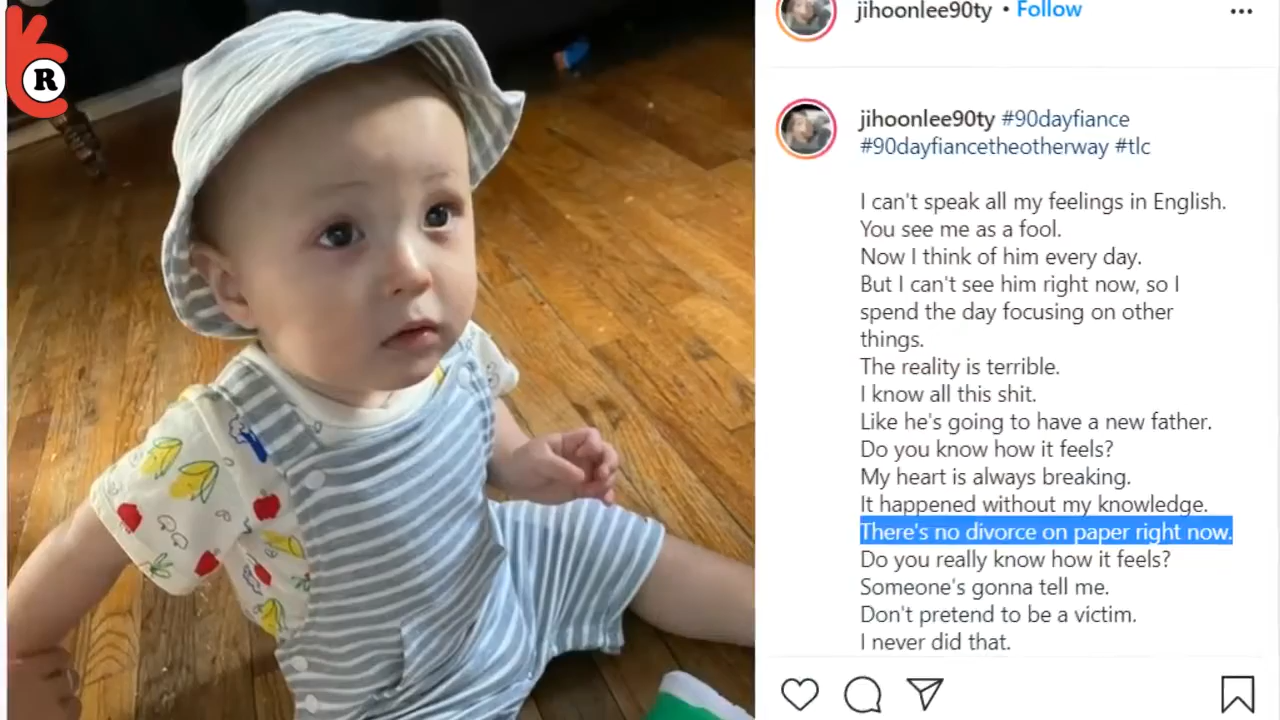 R
jihoonlee90ty • Follow
jihoonlee90ty #90dayfiance
#90dayfiancetheotherway #tlc
I can't speak all my feelings in English.
You see me as a fool.
Now I think of him every day.
But I can't see him right now, so I
spend the day focusing on other
things.
The reality is terrible.
I know all this shit.
Like he's going to have a new father.
Do you know how it feels?
My heart is always breaking.
It happened without my knowledge.
There's no divorce on paper right now.
Do you really know how it feels?
Someone's gonna tell me.
Don't pretend to be a victim.
I never did that.